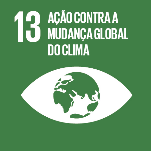 13 AÇÃO CONTRA A
MUDANÇA GLOBAL
DO CLIMA